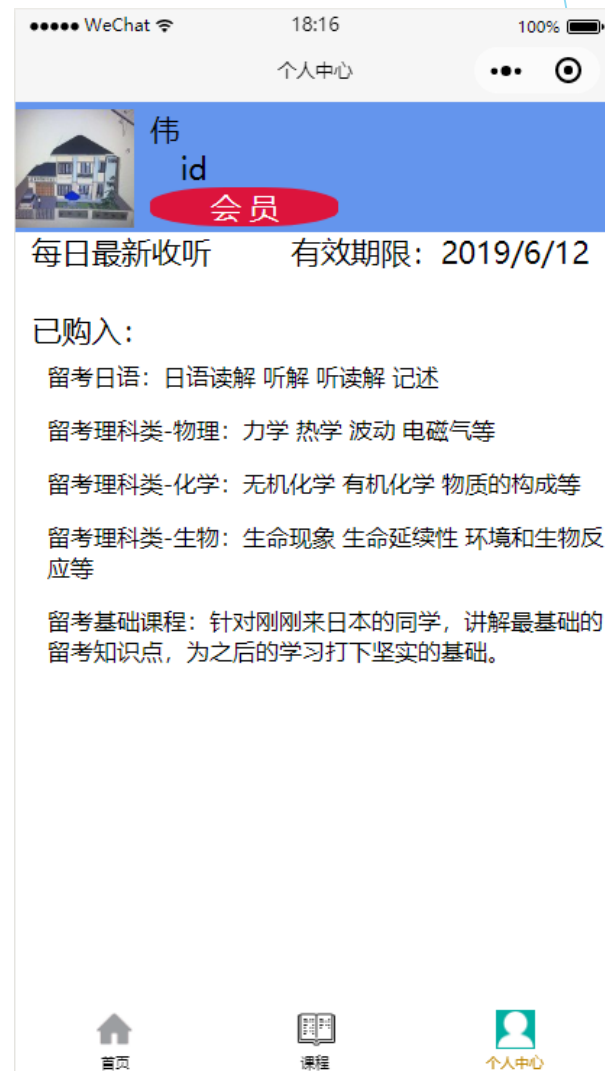 ●●●●● WeChat 18:16 100%
个人中心
伟
id
会员
每日最新收听 有效期限：2019/6/12
已购入：
留考日语：日语读解 听解 听读解 记述
留考理科类-物理：力学 热学 波动 电磁气等
留考理科类-化学：无机化学 有机化学 物质的构成等
留考理科类-生物：生命现象 生命延续性 环境和生物反
应等
留考基础课程：针对刚刚来日本的同学，讲解最基础的
留考知识点，为之后的学习打下坚实的基础。
首页 课程 个人中心